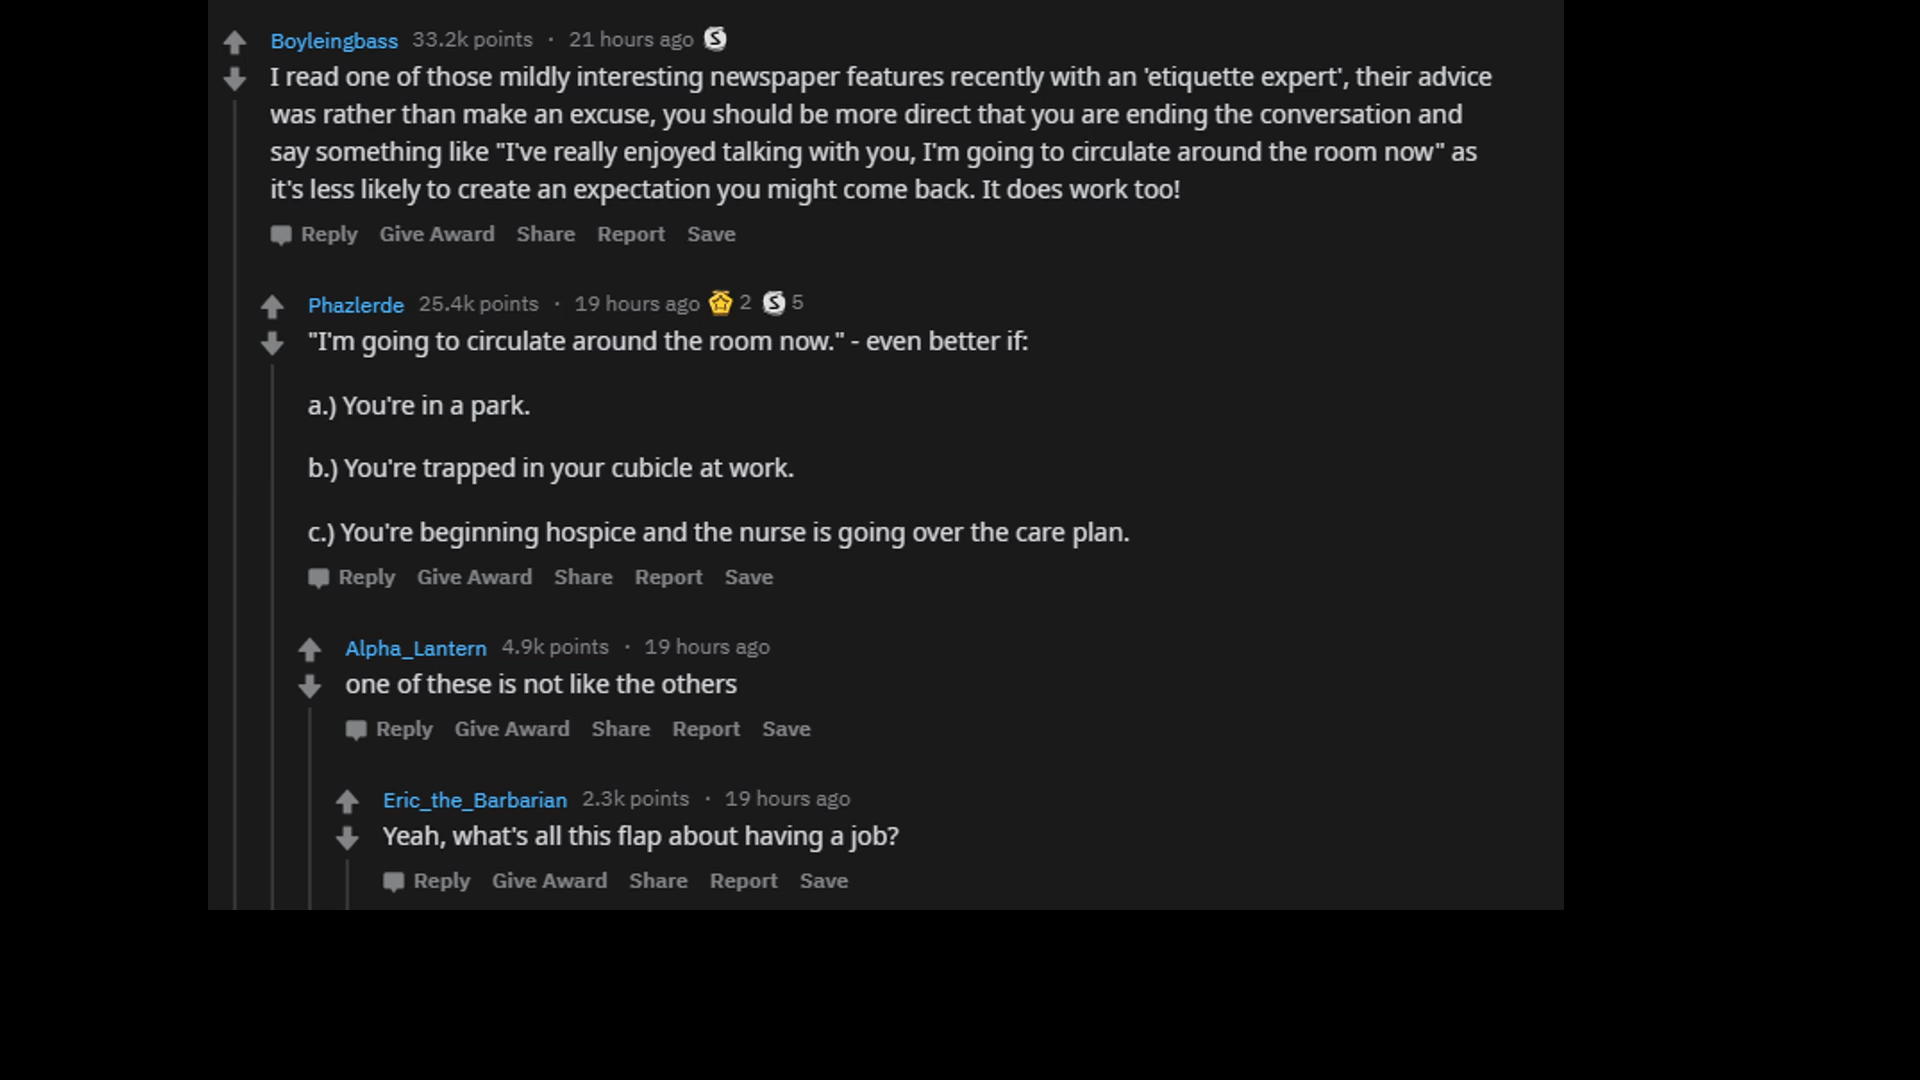 Boyleingbass 33.2k points · 21 hours ago S
I read one of those mildly interesting newspaper features recently with an 'etiquette expert', their advice
was rather than make an excuse, you should be more direct that you are ending the conversation and
say something like "I've really enjoyed talking with you, I'm going to circulate around the room now" as
it's less likely to create an expectation you might come back. It does work too!
Reply Give Award Share Report Save
Phazlerde 25.4k points · 19 hours ago 2 S 5
"I'm going to circulate around the room now." - even better if:
a.) You're in a park.
b.) You're trapped in your cubicle at work.
c.) You're beginning hospice and the nurse is going over the care plan.
Reply Give Award Share Report Save
Alpha_Lantern 4.9k points · 19 hours ago
one of these is not like the others
Reply Give Award Share Report Save
Eric_the_Barbarian 2.3k points · 19 hours ago
Yeah, what's all this flap about having a job?
Reply Give Award Share Report Save